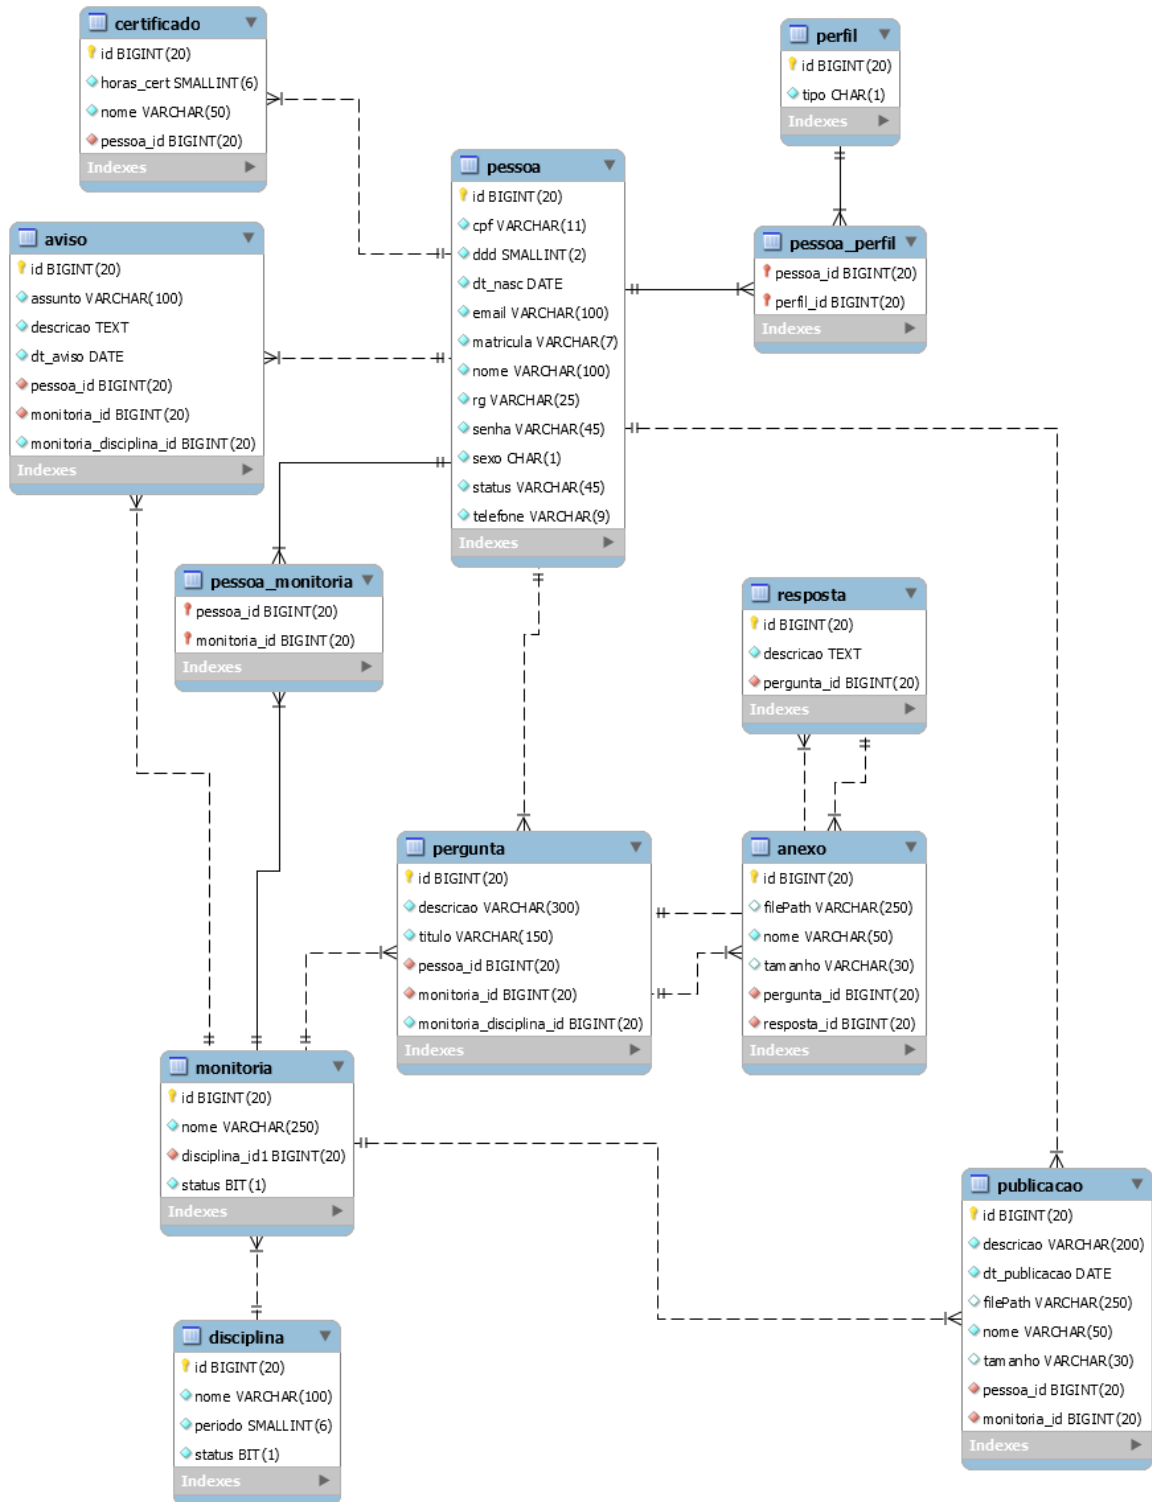 certificado
id BIGINT(20)
horas_cert SMALLINT(6)
nome VARCHAR(50)
pessoa_id BIGINT(20)
Indexes
perfil
id BIGINT(20)
tipo CHAR(1)
Indexes
pessoa
id BIGINT(20)
cpf VARCHAR(11)
ddd SMALLINT(2)
dt_nasc DATE
email VARCHAR(100)
matricula VARCHAR(7)
nome VARCHAR(100)
rg VARCHAR(25)
senha VARCHAR(45)
sexo CHAR(1)
status VARCHAR(45)
telefone VARCHAR(9)
Indexes
pessoa_perfil
pessoa_id BIGINT(20)
perfil_id BIGINT(20)
Indexes
aviso
id BIGINT(20)
assunto VARCHAR(100)
descricao TEXT
dt_aviso DATE
pessoa_id BIGINT(20)
monitoria_id BIGINT(20)
monitoria_disciplina_id BIGINT(20)
Indexes
pessoa_monitoria
pessoa_id BIGINT(20)
monitoria_id BIGINT(20)
Indexes
resposta
id BIGINT(20)
descricao TEXT
pergunta_id BIGINT(20)
Indexes
pergunta
id BIGINT(20)
descricao VARCHAR(300)
titulo VARCHAR(150)
pessoa_id BIGINT(20)
monitoria_id BIGINT(20)
monitoria_disciplina_id BIGINT(20)
Indexes
anexo
id BIGINT(20)
filePath VARCHAR(250)
nome VARCHAR(50)
tamanho VARCHAR(30)
pergunta_id BIGINT(20)
resposta_id BIGINT(20)
Indexes
monitoria
id BIGINT(20)
nome VARCHAR(250)
disciplina_id1 BIGINT(20)
status BIT(1)
Indexes
publicacao
id BIGINT(20)
descricao VARCHAR(200)
dt_publicacao DATE
filePath VARCHAR(250)
nome VARCHAR(50)
tamanho VARCHAR(30)
pessoa_id BIGINT(20)
monitoria_id BIGINT(20)
Indexes
disciplina
id BIGINT(20)
nome VARCHAR(100)
periodo SMALLINT(6)
status BIT(1)
Indexes